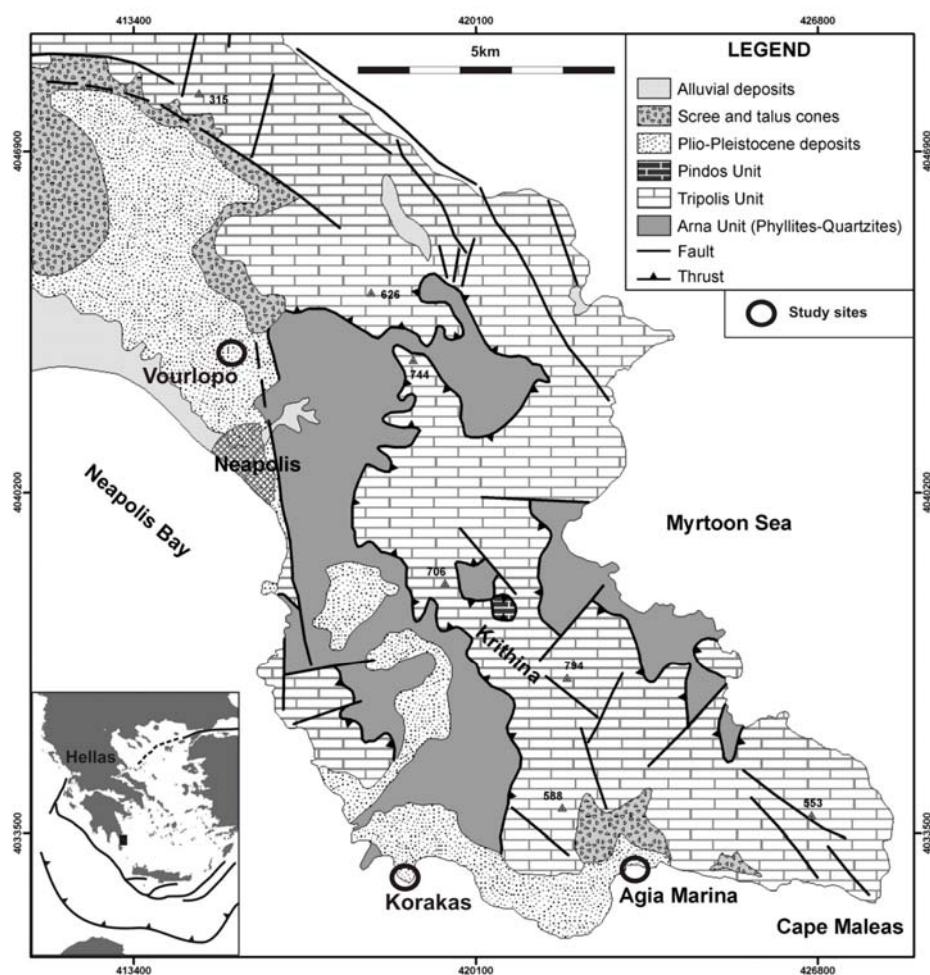 413400 420100 426800
5km
LEGEND
Alluvial deposits
Scree and talus cones
Plio-Pleistocene deposits
Pindos Unit
Tripolis Unit
Arna Unit (Phyllites-Quartzites)
Fault
Thrust
Study sites
315
4046900
4046900
626
Vourlopo
744
Neapolis
Neapolis Bay
4040200
4040200
Myrtoon Sea
706
Krithina
794
Hellas
588
553
4033500
4033500
Korakas
Agia Marina
Cape Maleas
413400 420100 426800